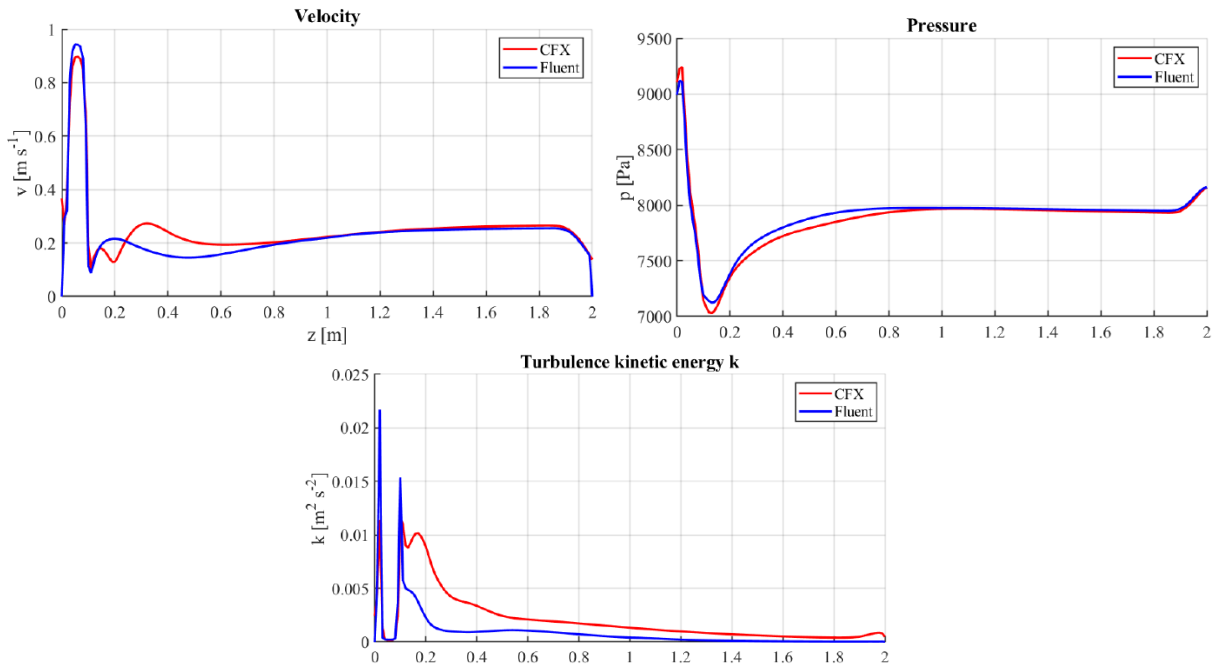 Velocity
1
0.8
0.6
0.4
0.2
0
v [m s⁻¹]
CFX
Fluent
0 0.2 0.4 0.6 0.8 1 1.2 1.4 1.6 1.8 2
z [m]
Pressure
9500
9000
8500
8000
7500
7000
p [Pa]
CFX
Fluent
0 0.2 0.4 0.6 0.8 1 1.2 1.4 1.6 1.8 2
Turbulence kinetic energy k
0.025
0.02
0.015
0.01
0.005
0
k [m² s⁻²]
CFX
Fluent
0 0.2 0.4 0.6 0.8 1 1.2 1.4 1.6 1.8 2